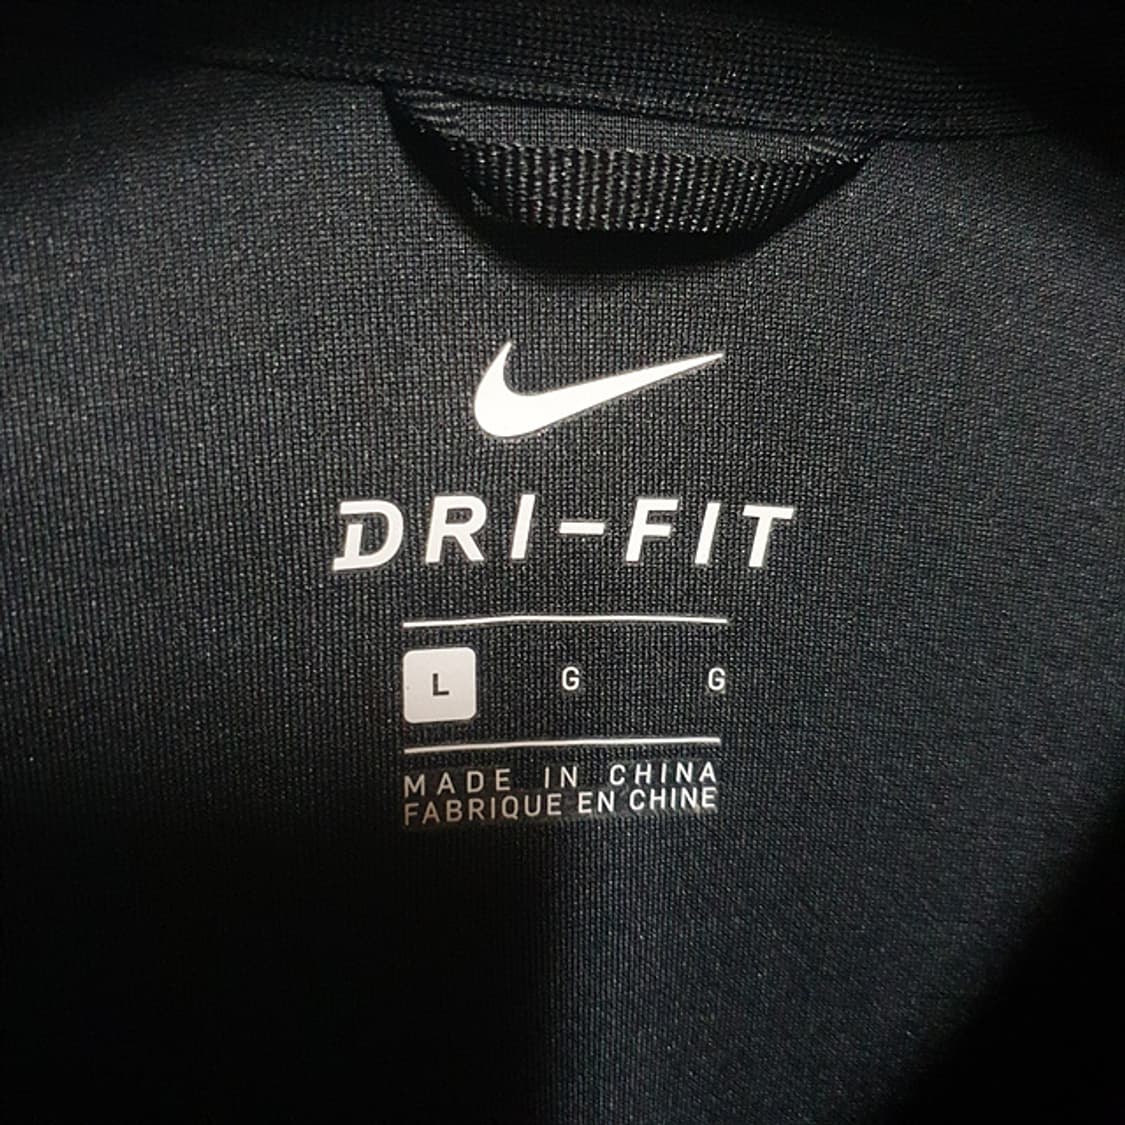 DRI-FIT
L G G
MADE IN CHINA
FABRIQUE EN CHINE